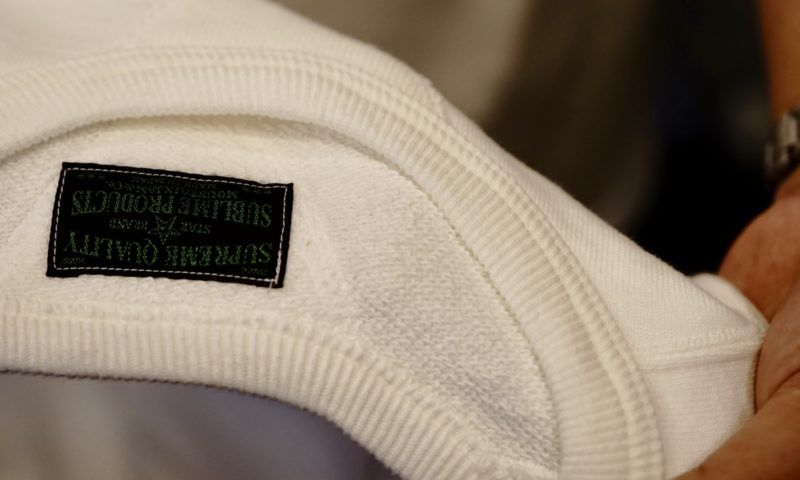 SUPREME QUALITY
STAR BRAND
SUBLIME PRODUCTS